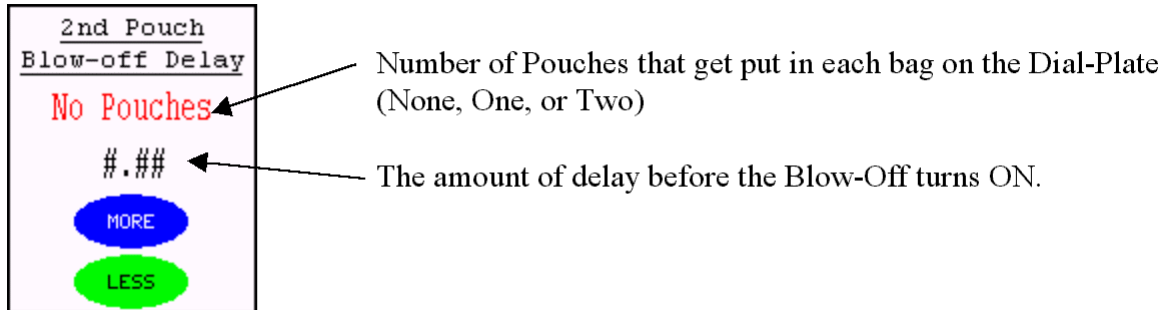 2nd Pouch
Blow-off Delay
No Pouches
#.##
MORE
LESS
Number of Pouches that get put in each bag on the Dial-Plate
(None, One, or Two)
The amount of delay before the Blow-Off turns ON.